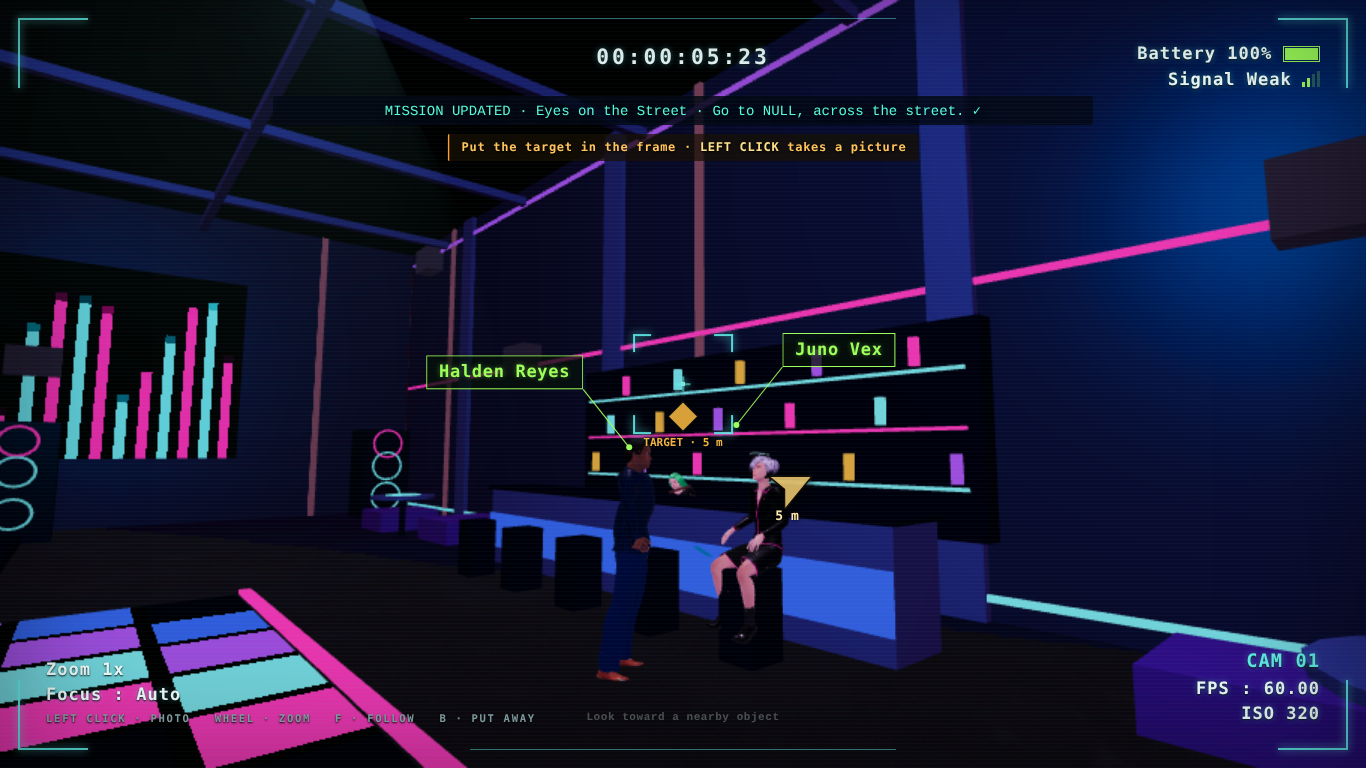 00:00:05:23
Battery 100%
Signal Weak
MISSION UPDATED · Eyes on the Street · Go to NULL, across the street. ✓
Put the target in the frame · LEFT CLICK takes a picture
Juno Vex
Halden Reyes
TARGET · 5 m
5 m
Zoom 1x
Focus : Auto
LEFT CLICK · PHOTO WHEEL · ZOOM F · FOLLOW B · PUT AWAY
Look toward a nearby object
CAM 01
FPS : 60.00
ISO 320